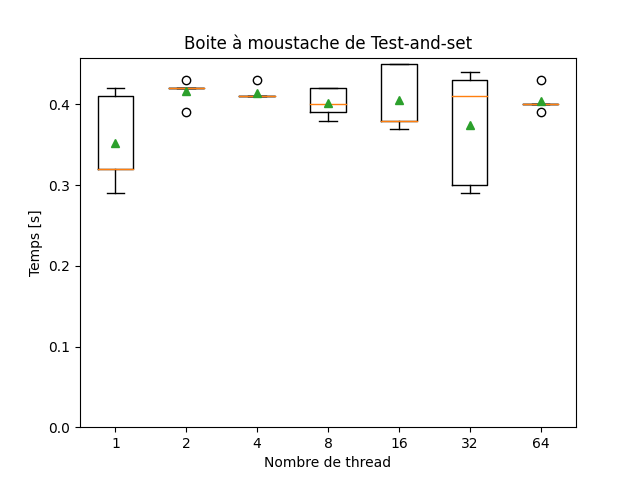 Boite à moustache de Test-and-set
Temps [s]
0.4
0.3
0.2
0.1
0.0
1 2 4 8 16 32 64
Nombre de thread